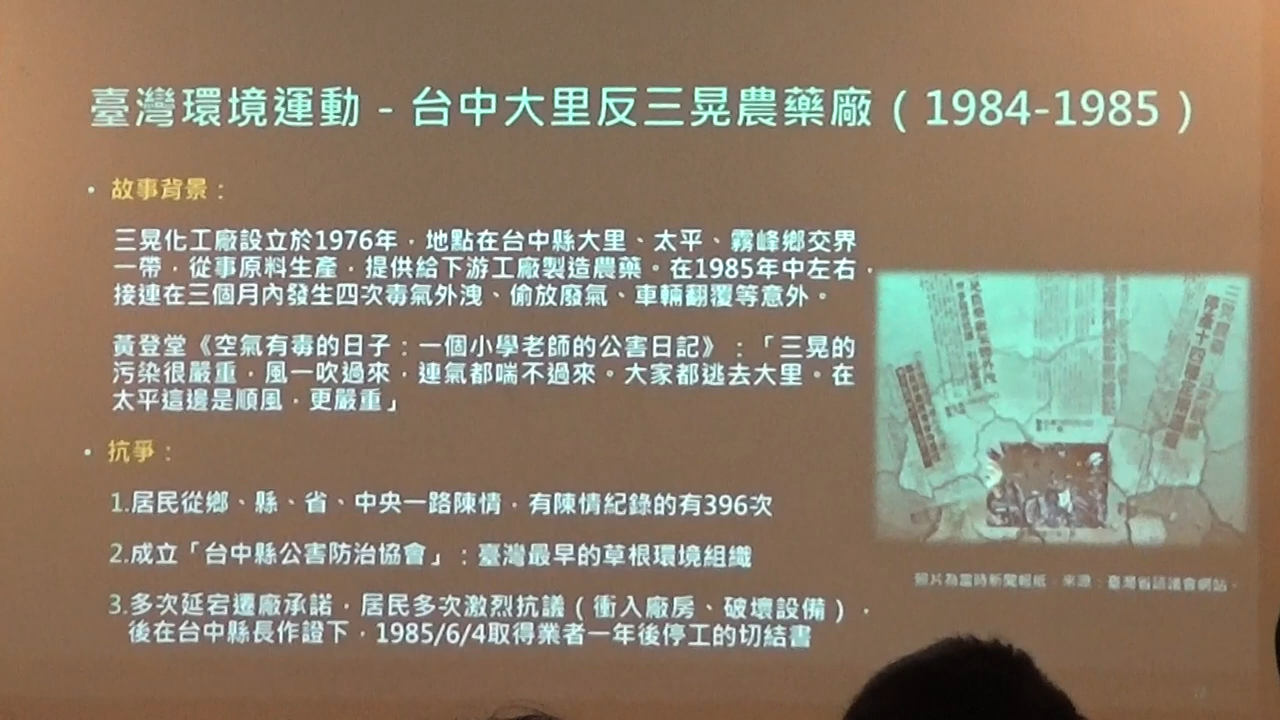 臺灣環境運動 - 台中大里反三晃農藥廠（1984-1985）
• 故事背景：
三晃化工廠設立於1976年，地點在台中縣大里、太平、霧峰鄉交界
一帶，從事原料生產，提供給下游工廠製造農藥。在1985年中左右，
接連在三個月內發生四次毒氣外洩、偷放廢氣、車輛翻覆等意外。
黃登堂《空氣有毒的日子：一個小學老師的公害日記》：「三晃的
污染很嚴重，風一吹過來，連氣都喘不過來。大家都逃去大里。在
太平這邊是順風，更嚴重」
• 抗爭：
1.居民從鄉、縣、省、中央一路陳情，有陳情紀錄的有396次
2.成立「台中縣公害防治協會」：臺灣最早的草根環境組織
3.多次延宕遷廠承諾，居民多次激烈抗議（衝入廠房、破壞設備），
後在台中縣長作證下，1985/6/4取得業者一年後停工的切結書
照片為當時新聞報紙，來源：臺灣省諮議會網站。